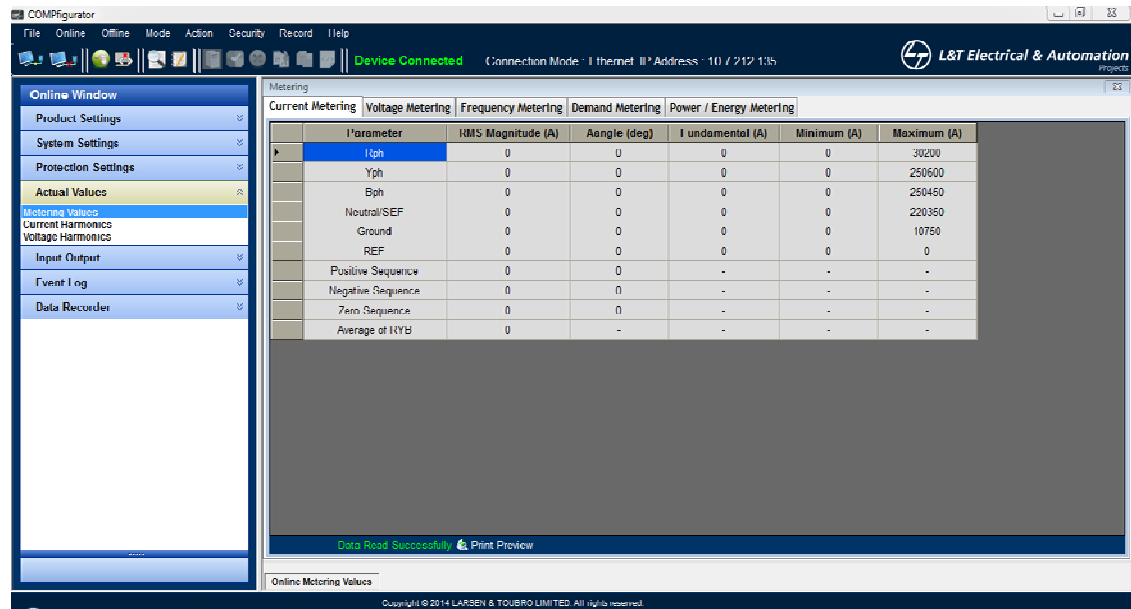 COMPfigurator
File Online Offline Mode Action Security Record Help
Device Connected Connection Mode : Ethernet IP Address : 10.7.212.135
L&T Electrical & Automation
Projects
Online Window
Product Settings
System Settings
Protection Settings
Actual Values
Metering Values
Current Harmonics
Voltage Harmonics
Input Output
Event Log
Data Recorder
Metering
Current Metering Voltage Metering Frequency Metering Demand Metering Power / Energy Metering
Parameter RMS Magnitude (A) Aangle (deg) Fundamental (A) Minimum (A) Maximum (A)
Rph 0 0 0 0 30200
Yph 0 0 0 0 250600
Bph 0 0 0 0 250450
Neutral/SEF 0 0 0 0 220350
Ground 0 0 0 0 10750
REF 0 0 0 0 0
Positive Sequence 0 0 - - -
Negative Sequence 0 0 - - -
Zero Sequence 0 0 - - -
Average of RYB 0 - - - -
Data Read Successfully Print Preview
Online Metering Values
Copyright © 2014 LARSEN & TOUBRO LIMITED. All rights reserved.